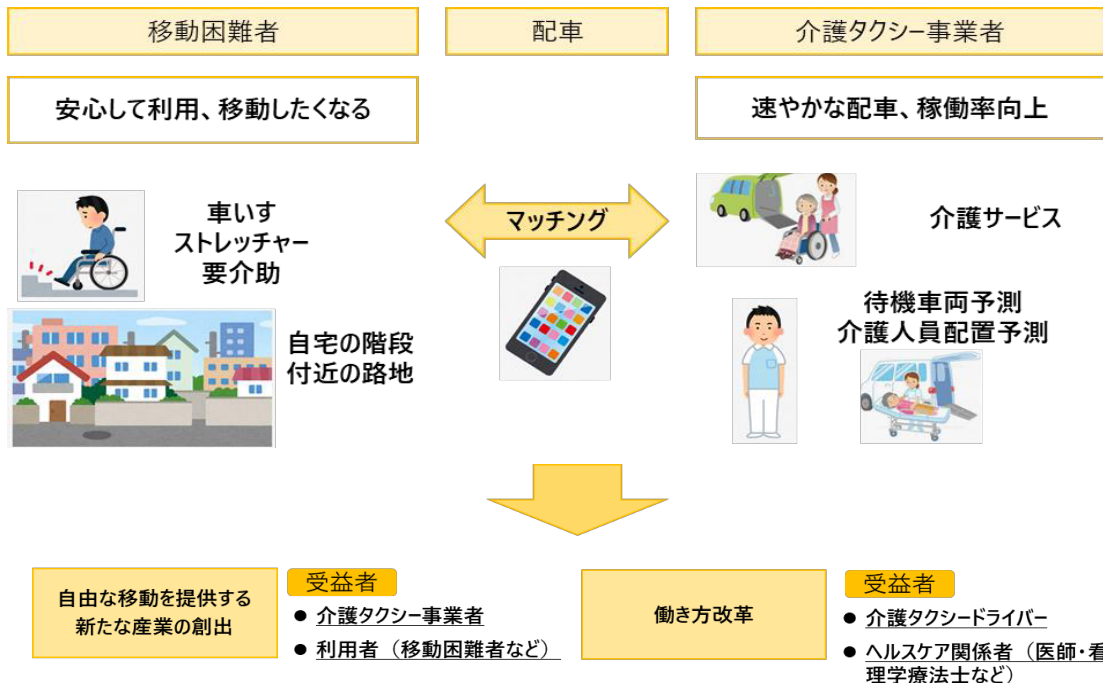 移動困難者
配車
介護タクシー事業者
安心して利用、移動したくなる
速やかな配車、稼働率向上
車いす
ストレッチャー
要介助
マッチング
介護サービス
自宅の階段
付近の路地
待機車両予測
介護人員配置予測
自由な移動を提供する
新たな産業の創出
受益者
● 介護タクシー事業者
● 利用者（移動困難者など）
働き方改革
受益者
● 介護タクシードライバー
● ヘルスケア関係者（医師・看
理学療法士など）